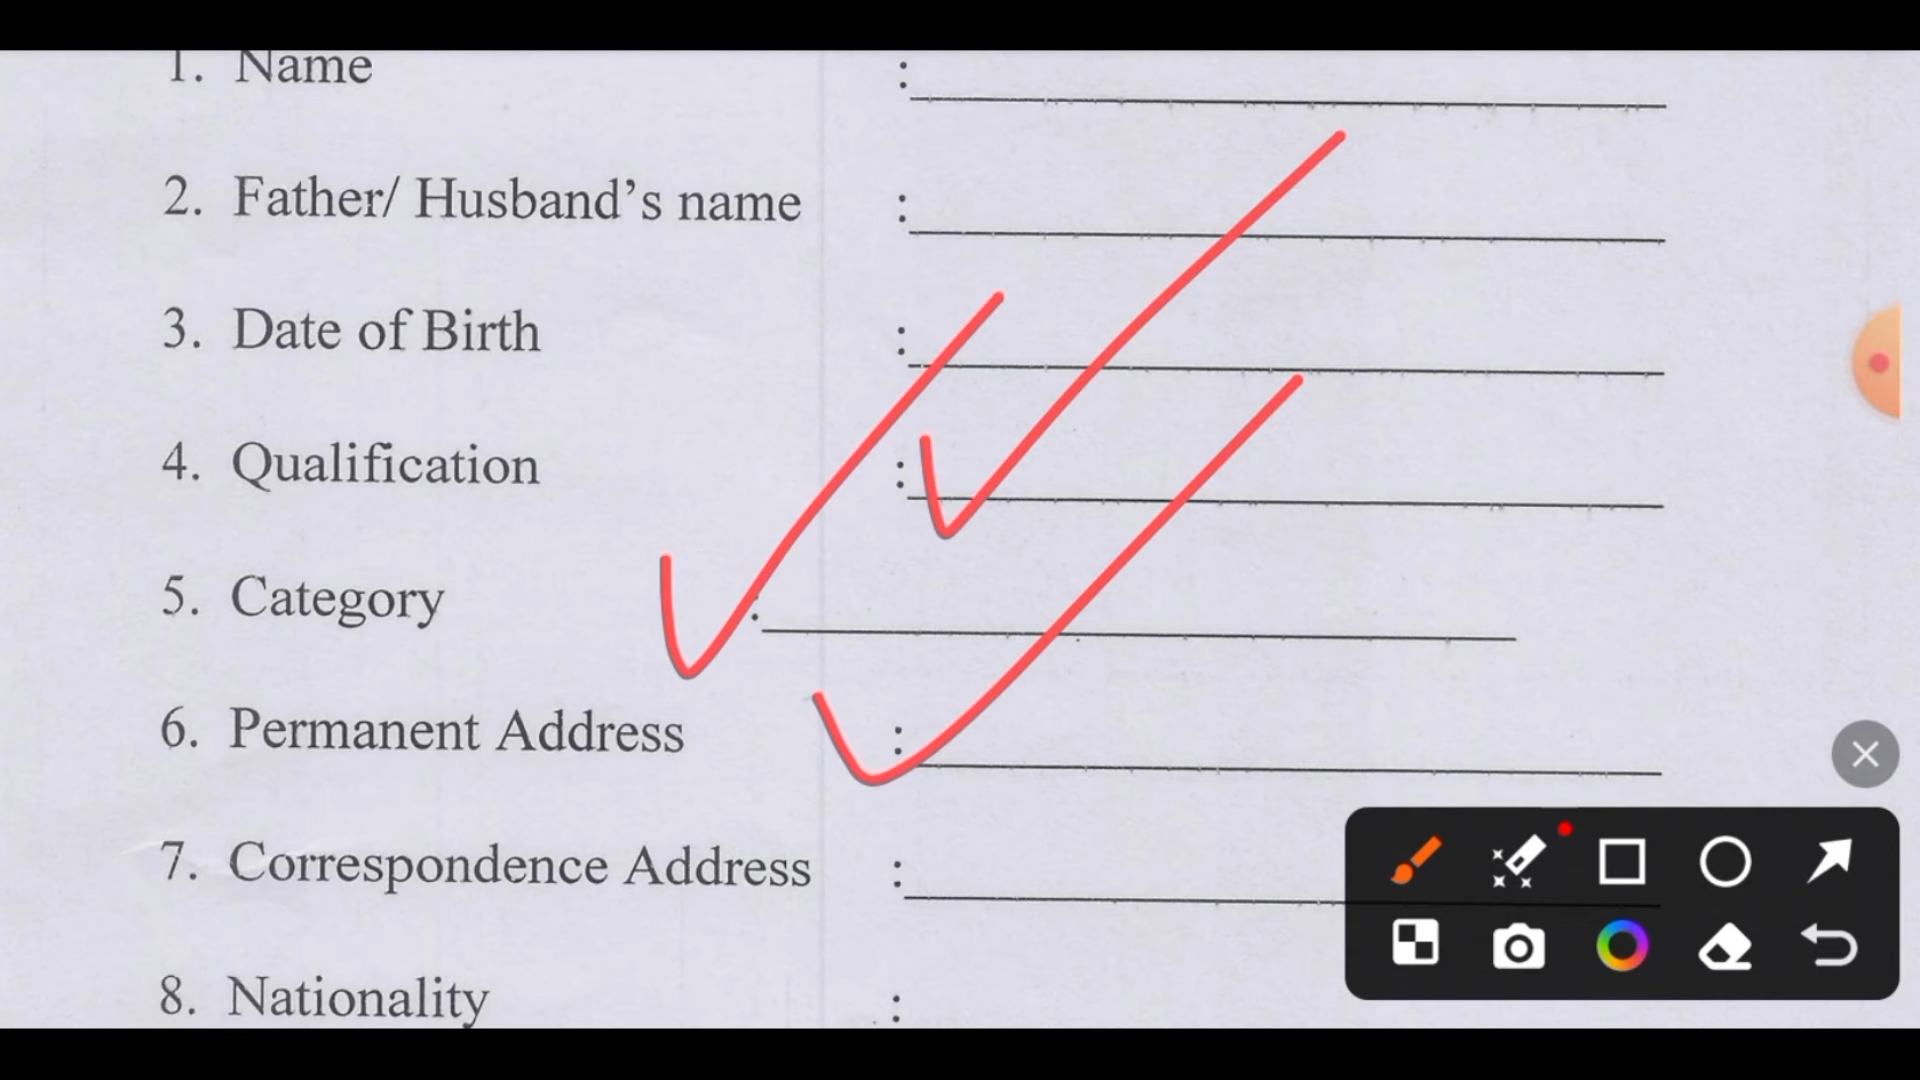 1. Name :
2. Father/ Husband’s name :
3. Date of Birth :
4. Qualification :
5. Category :
6. Permanent Address :
7. Correspondence Address :
8. Nationality :